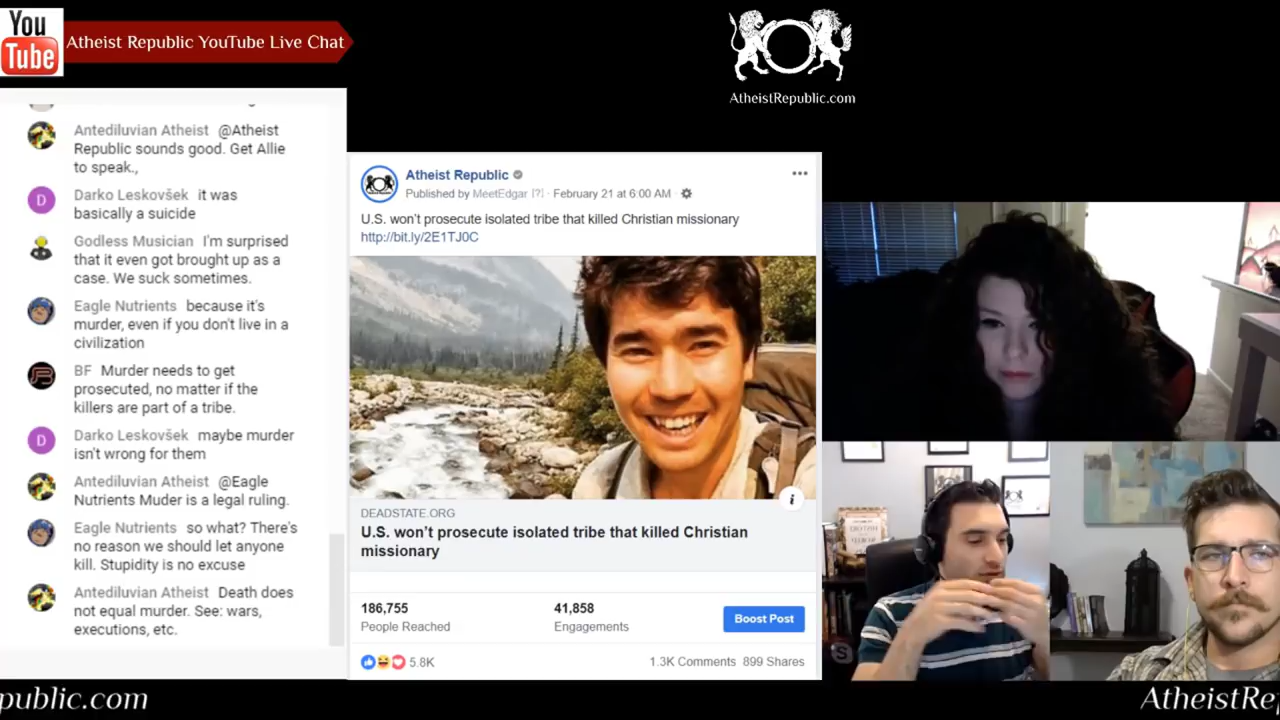 You
Tube
Atheist Republic YouTube Live Chat
AtheistRepublic.com
Antediluvian Atheist @Atheist
Republic sounds good. Get Allie
to speak.,
Darko Leskovšek it was
basically a suicide
Godless Musician I'm surprised
that it even got brought up as a
case. We suck sometimes.
Eagle Nutrients because it's
murder, even if you don't live in a
civilization
BF Murder needs to get
prosecuted, no matter if the
killers are part of a tribe.
Darko Leskovšek maybe murder
isn't wrong for them
Antediluvian Atheist @Eagle
Nutrients Muder is a legal ruling.
Eagle Nutrients so what? There's
no reason we should let anyone
kill. Stupidity is no excuse
Antediluvian Atheist Death does
not equal murder. See: wars,
executions, etc.
Atheist Republic
Published by MeetEdgar [?] · February 21 at 6:00 AM ·
U.S. won't prosecute isolated tribe that killed Christian missionary
http://bit.ly/2E1TJ0C
DEADSTATE.ORG
U.S. won't prosecute isolated tribe that killed Christian
missionary
186,755
People Reached
41,858
Engagements
Boost Post
5.8K
1.3K Comments 899 Shares
public.com
AtheistRep